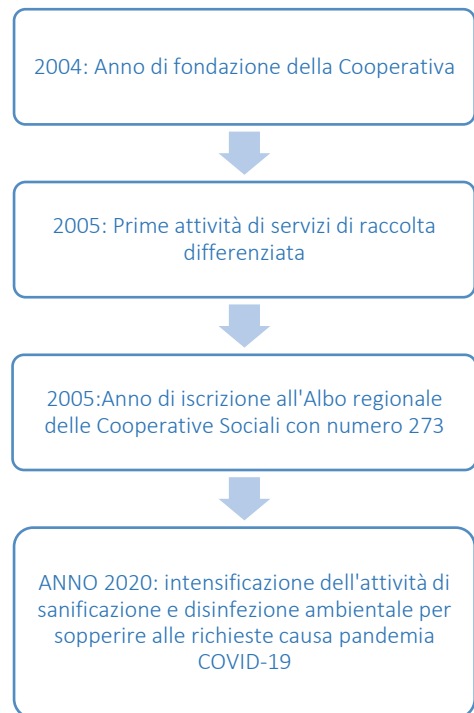 2004: Anno di fondazione della Cooperativa
2005: Prime attività di servizi di raccolta
differenziata
2005:Anno di iscrizione all'Albo regionale
delle Cooperative Sociali con numero 273
ANNO 2020: intensificazione dell'attività di
sanificazione e disinfezione ambientale per
sopperire alle richieste causa pandemia
COVID-19